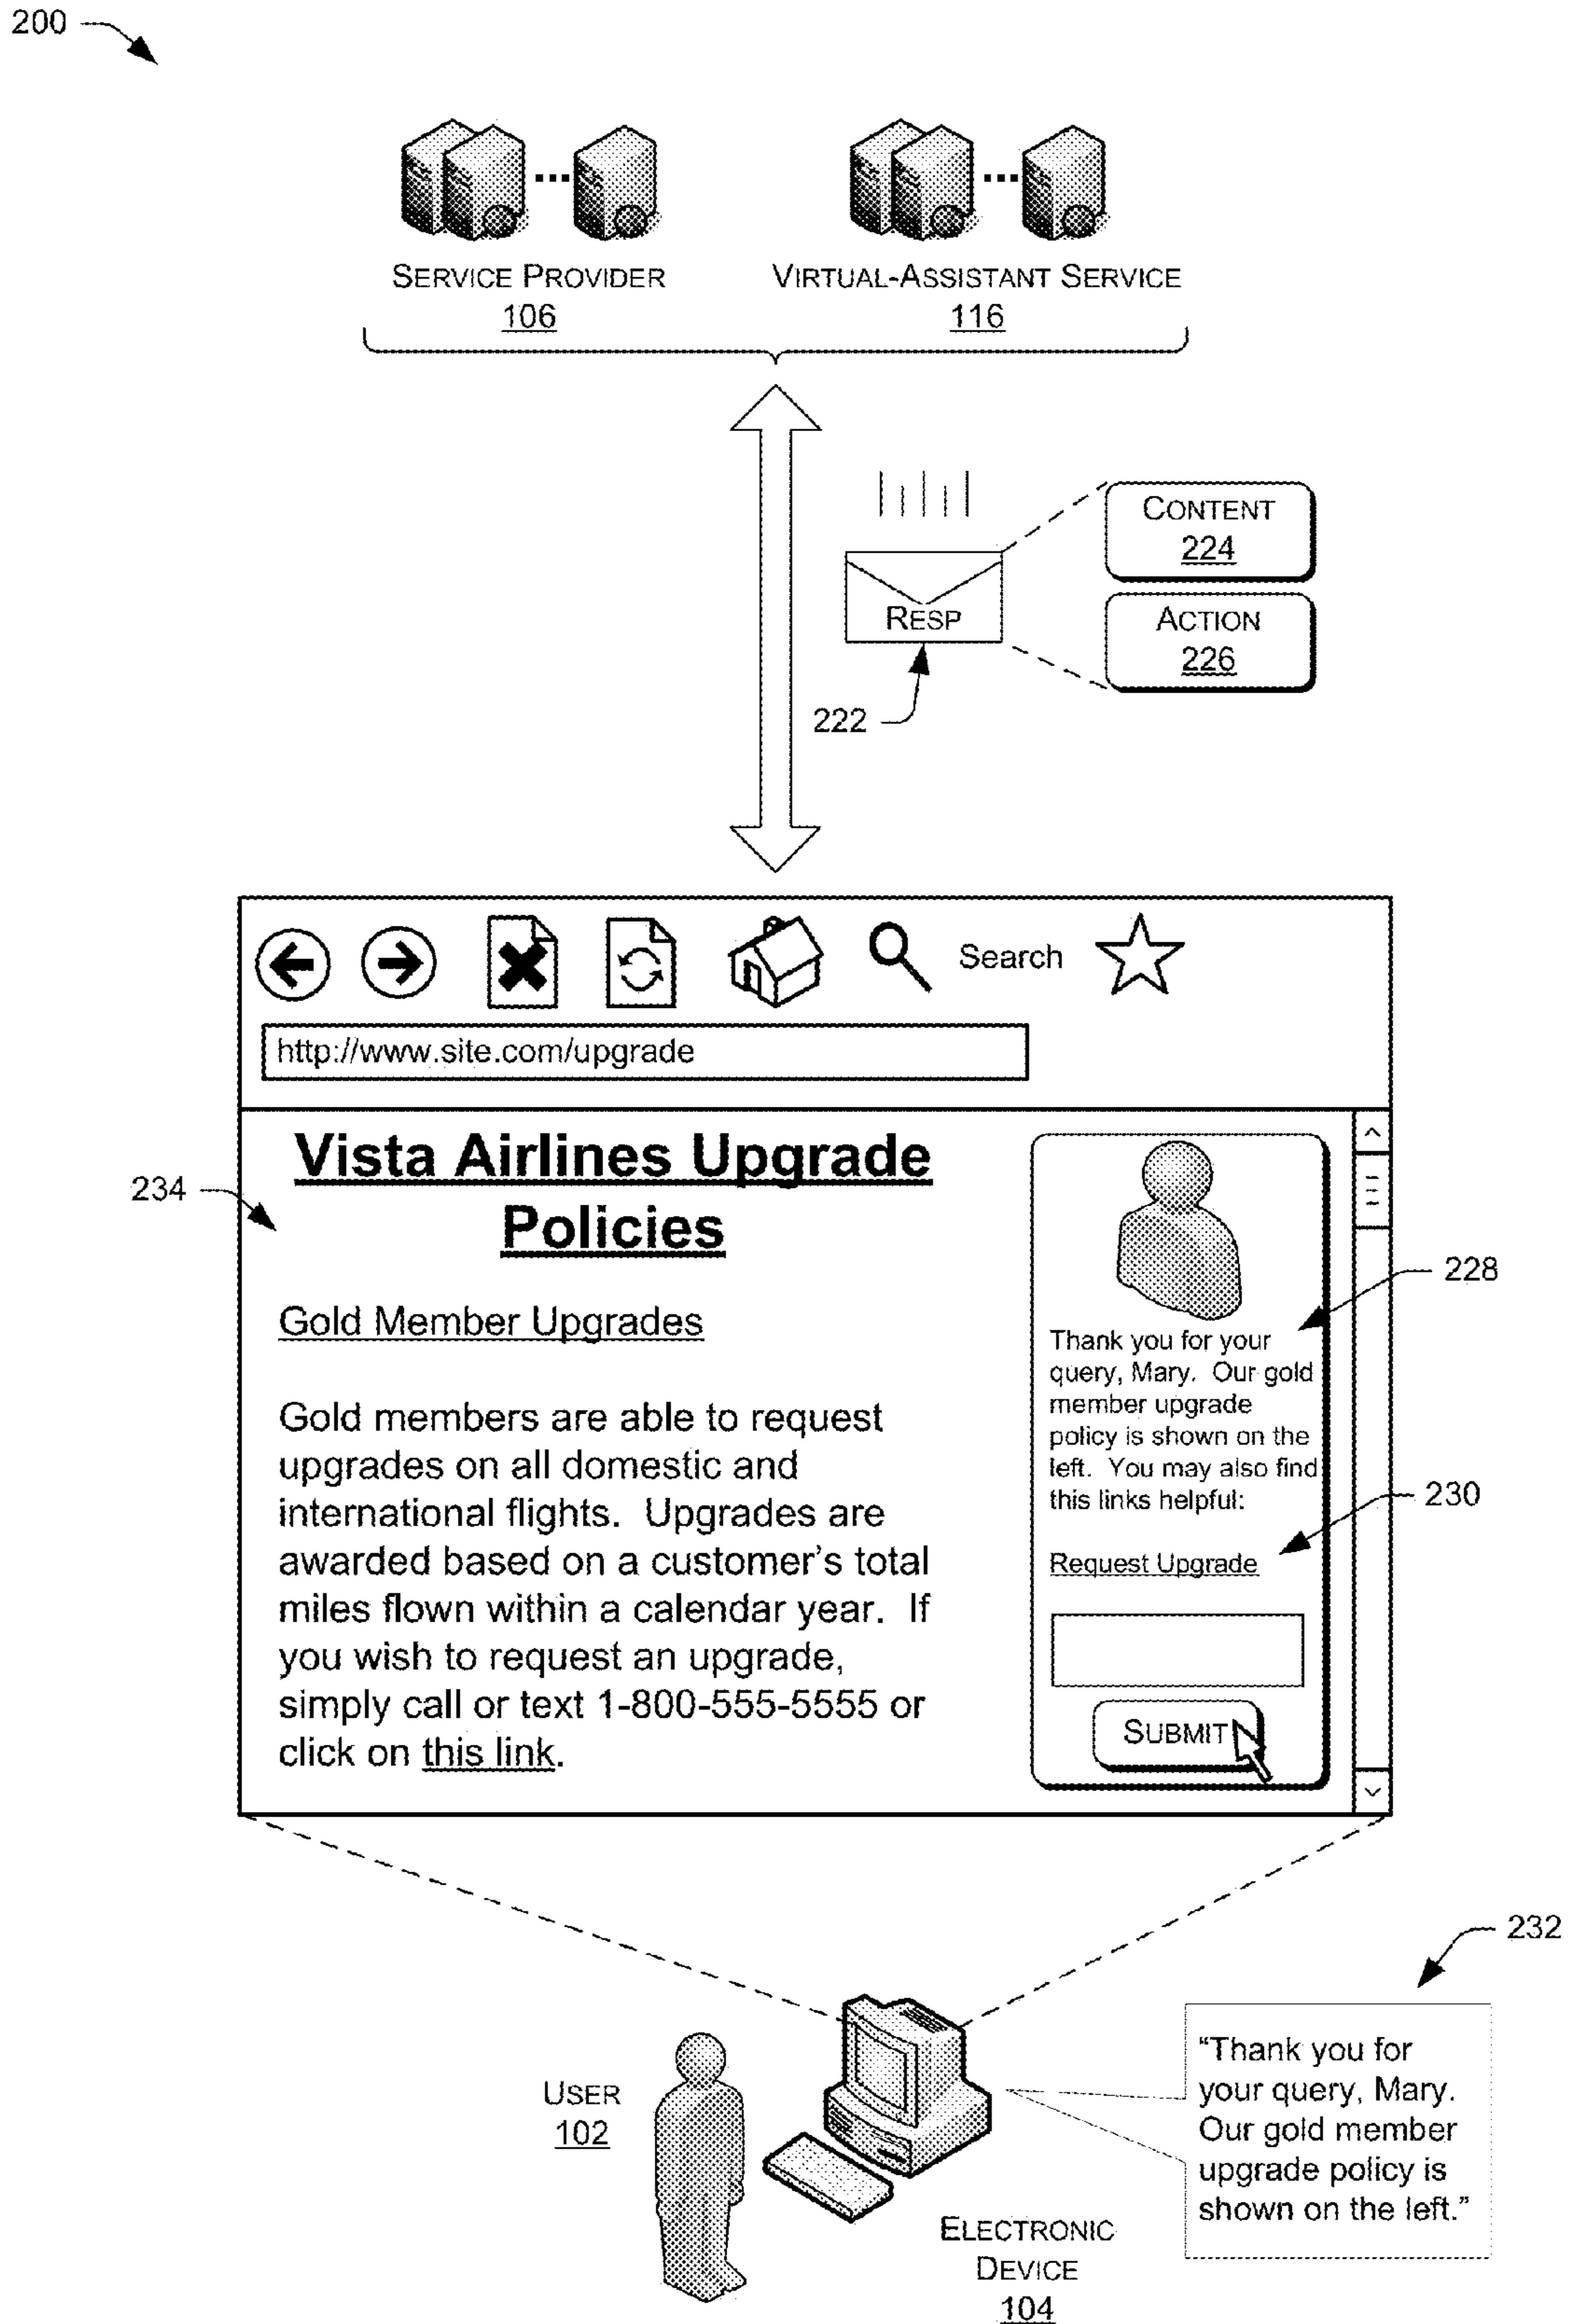 200
SERVICE PROVIDER
106
VIRTUAL-ASSISTANT SERVICE
116
CONTENT
224
ACTION
226
RESP
222
Search
http://www.site.com/upgrade
Vista Airlines Upgrade
Policies
234
Gold Member Upgrades
Gold members are able to request
upgrades on all domestic and
international flights. Upgrades are
awarded based on a customer's total
miles flown within a calendar year. If
you wish to request an upgrade,
simply call or text 1-800-555-5555 or
click on this link.
228
Thank you for your
query, Mary. Our gold
member upgrade
policy is shown on the
left. You may also find
this links helpful:
230
Request Upgrade
SUBMIT
232
"Thank you for
your query, Mary.
Our gold member
upgrade policy is
shown on the left."
USER
102
ELECTRONIC
DEVICE
104